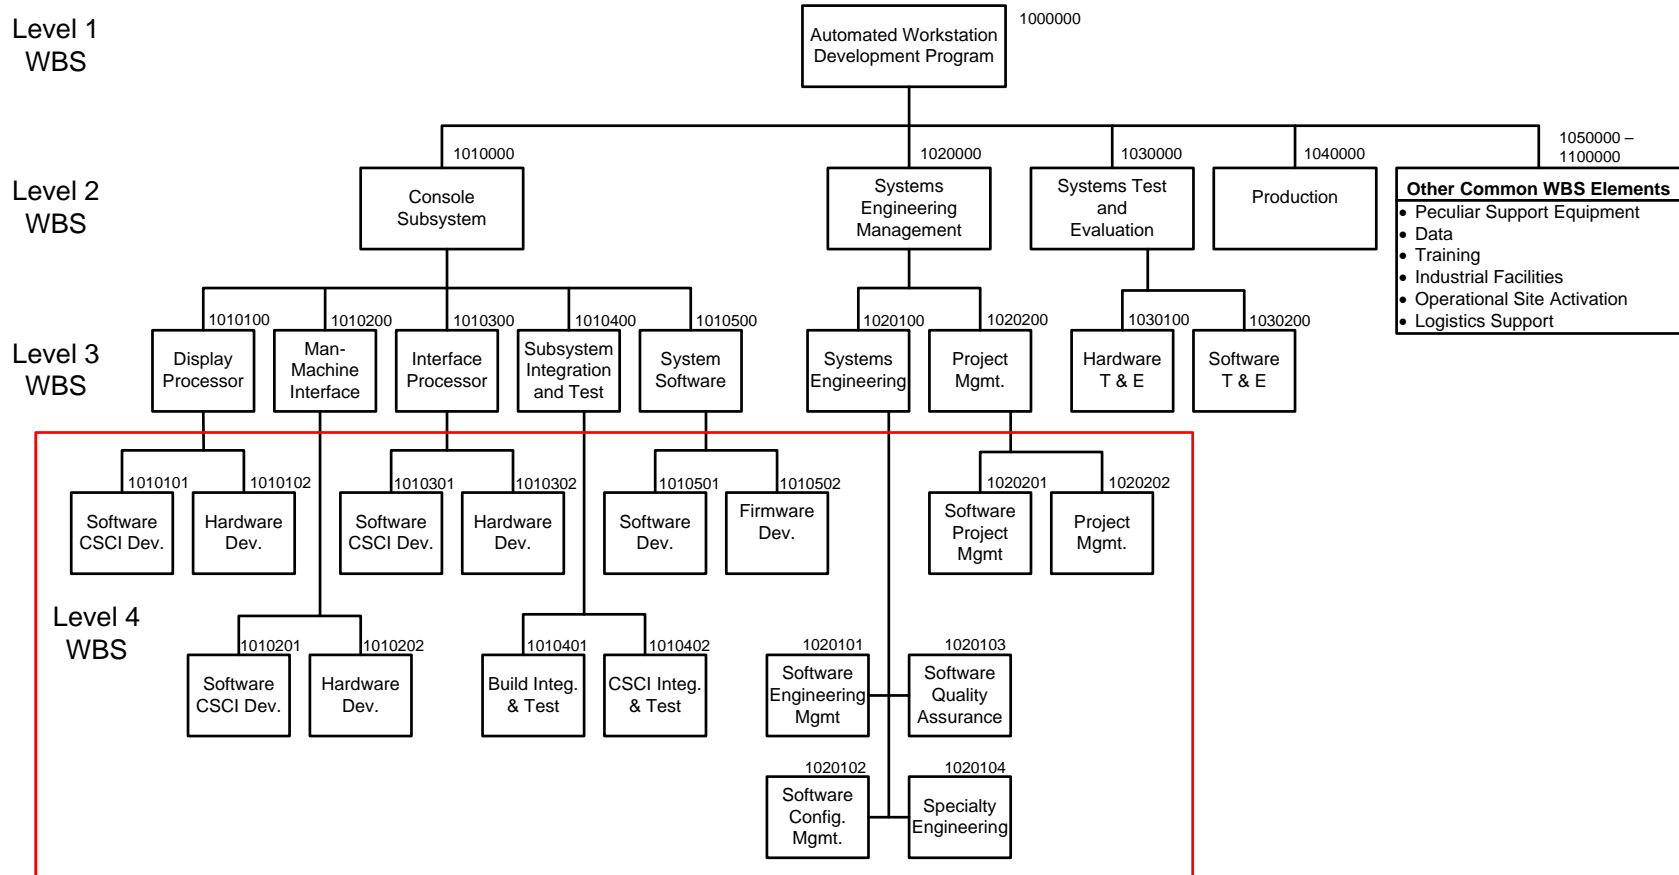 Level 1
WBS
Automated Workstation
Development Program
1000000
Level 2
WBS
1010000
Console
Subsystem
1020000
Systems
Engineering
Management
1030000
Systems Test
and
Evaluation
1040000
Production
1050000 –
1100000
Other Common WBS Elements
• Peculiar Support Equipment
• Data
• Training
• Industrial Facilities
• Operational Site Activation
• Logistics Support
Level 3
WBS
1010100
Display
Processor
1010200
Man-
Machine
Interface
1010300
Interface
Processor
1010400
Subsystem
Integration
and Test
1010500
System
Software
1020100
Systems
Engineering
1020200
Project
Mgmt.
1030100
Hardware
T & E
1030200
Software
T & E
Level 4
WBS
1010101
Software
CSCI Dev.
1010102
Hardware
Dev.
1010301
Software
CSCI Dev.
1010302
Hardware
Dev.
1010501
Software
Dev.
1010502
Firmware
Dev.
1020201
Software
Project
Mgmt
1020202
Project
Mgmt.
1010201
Software
CSCI Dev.
1010202
Hardware
Dev.
1010401
Build Integ.
& Test
1010402
CSCI Integ.
& Test
1020101
Software
Engineering
Mgmt
1020103
Software
Quality
Assurance
1020102
Software
Config.
Mgmt.
1020104
Specialty
Engineering